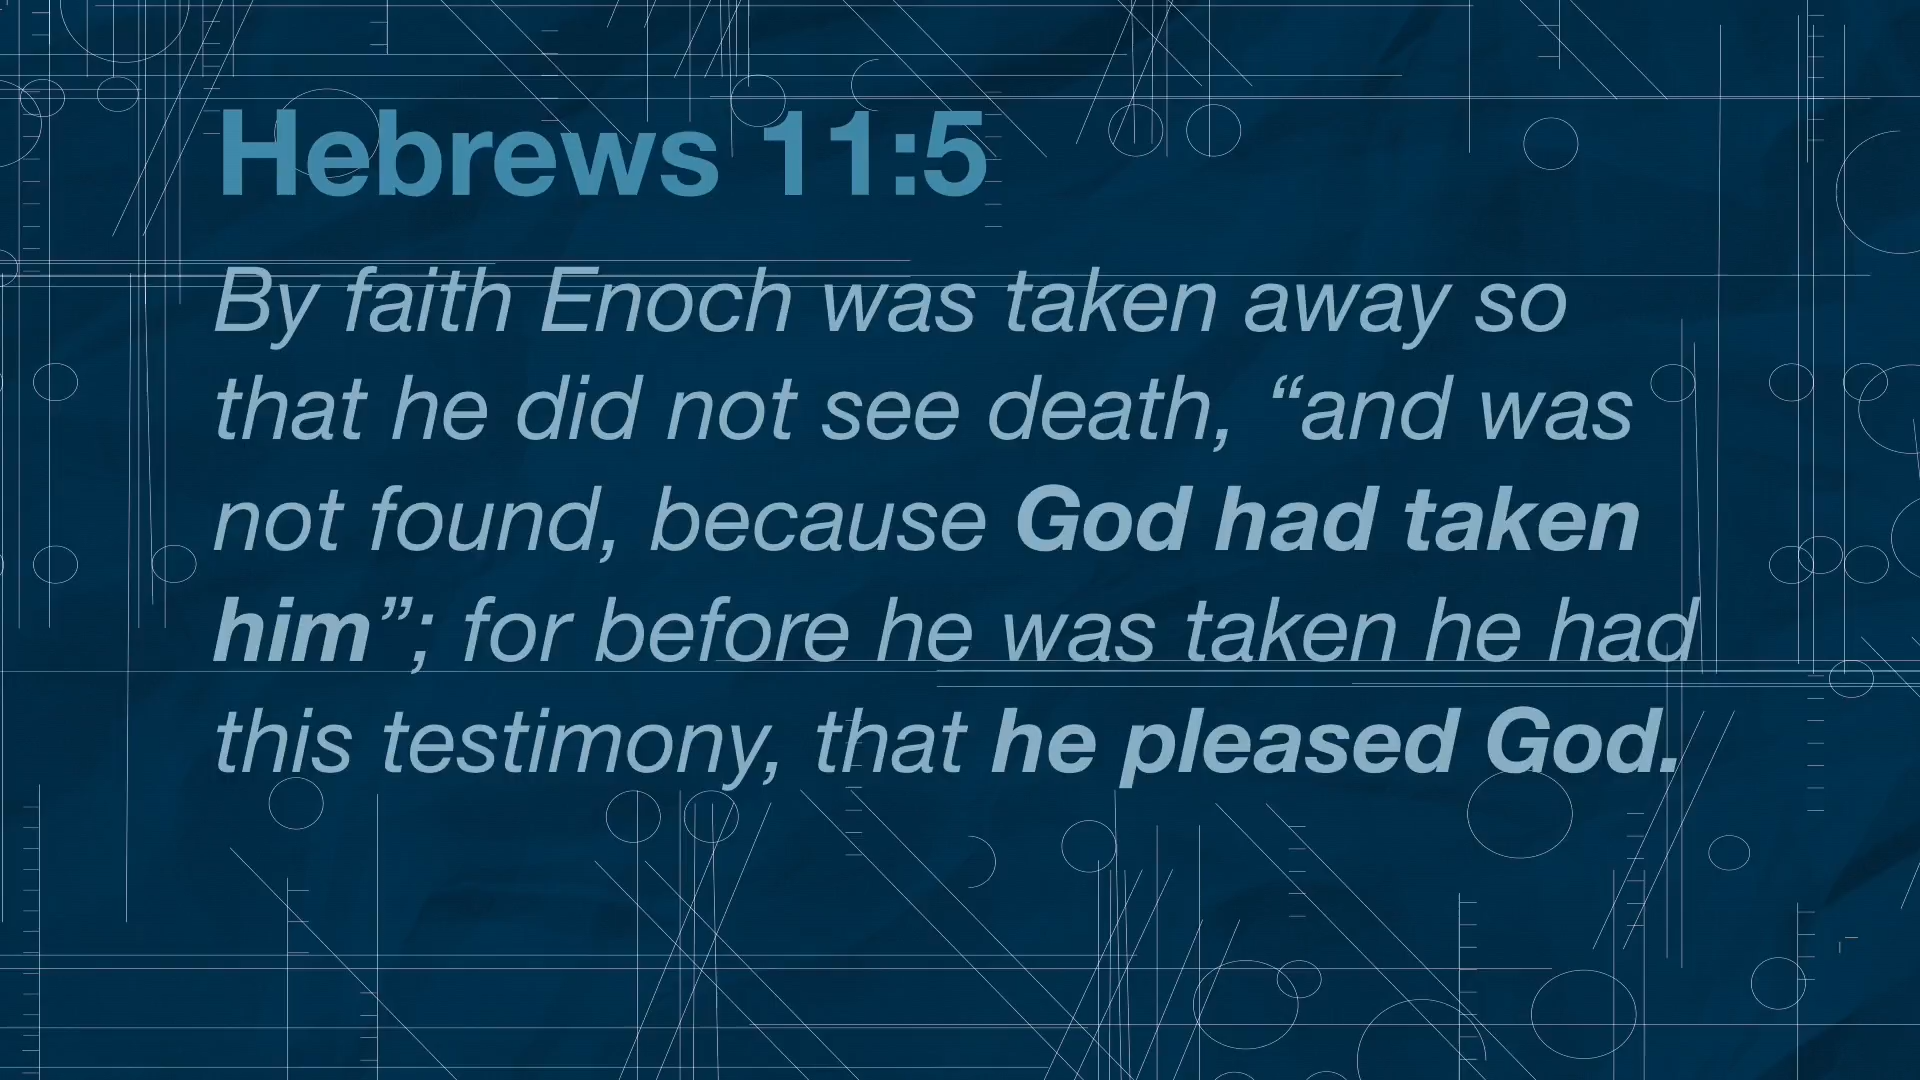 Hebrews 11:5
By faith Enoch was taken away so
that he did not see death, “and was
not found, because God had taken
him”; for before he was taken he had
this testimony, that he pleased God.